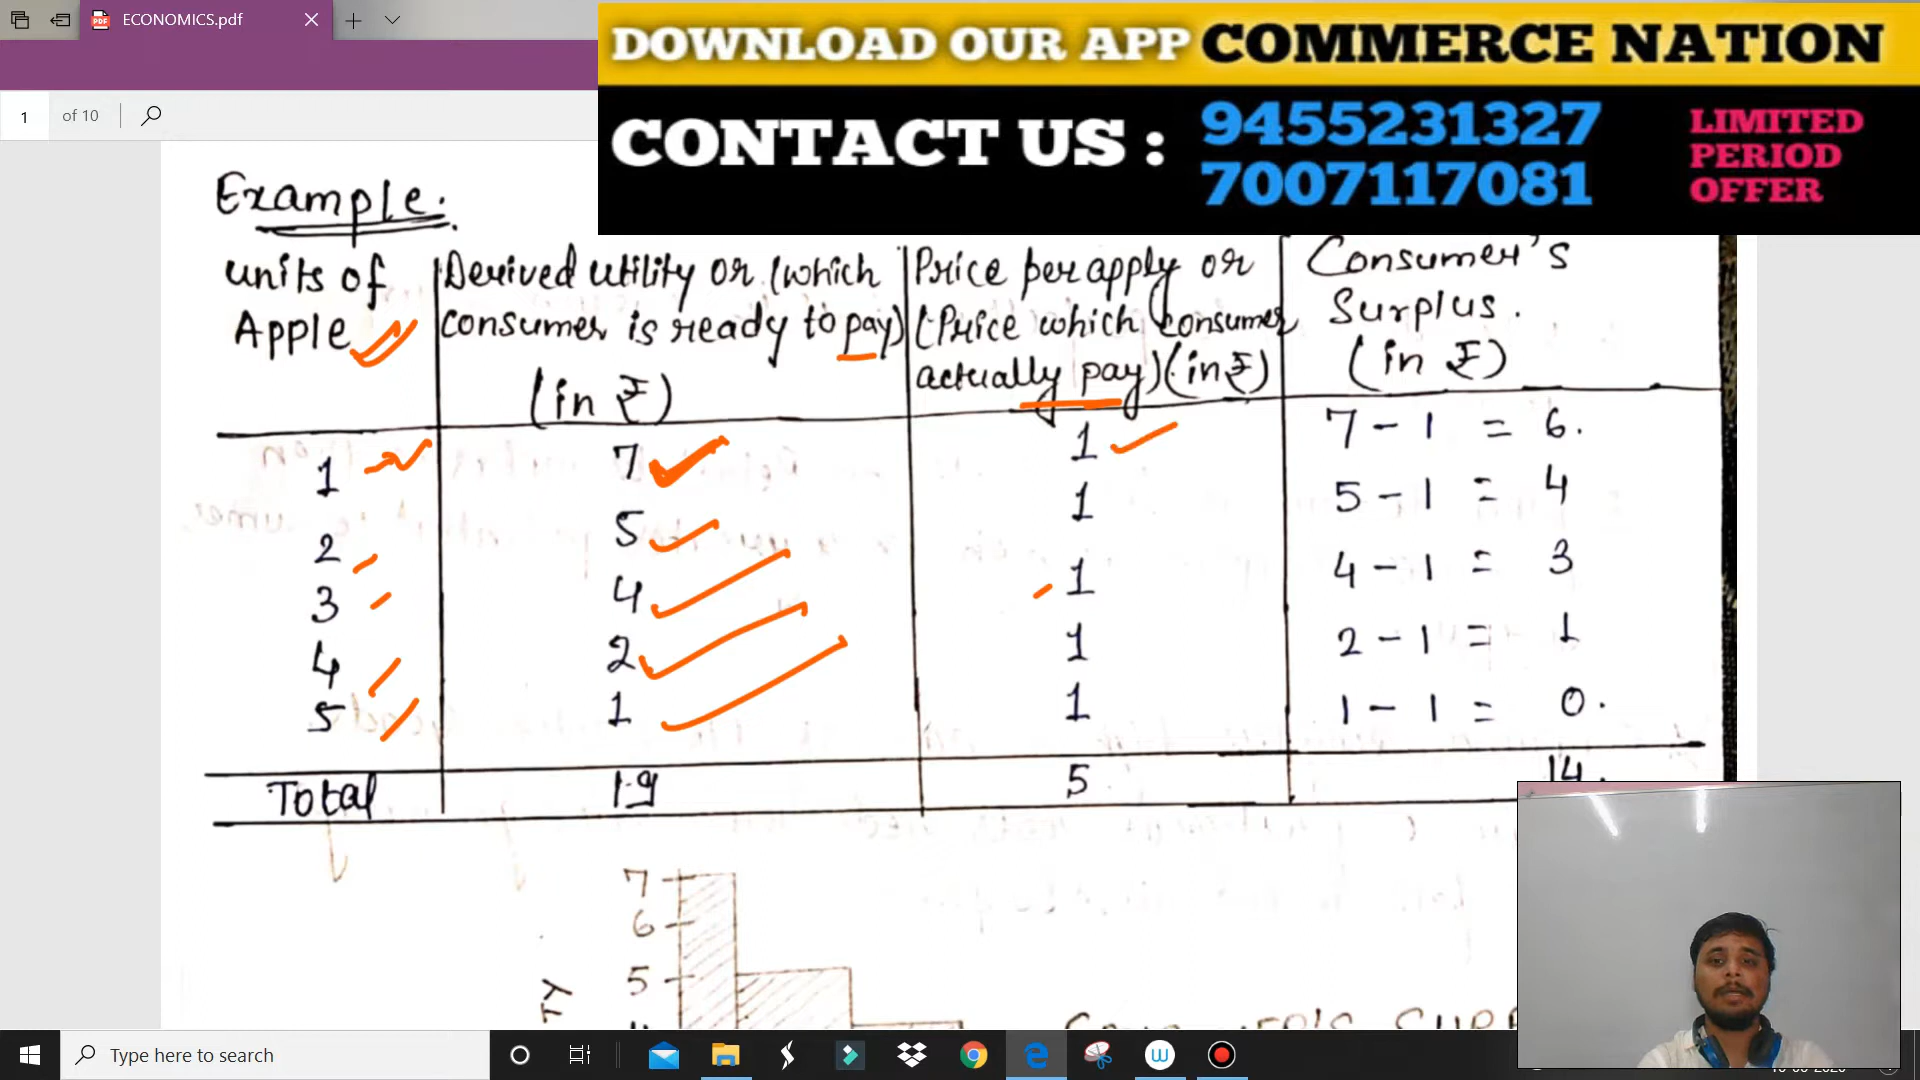 ECONOMICS.pdf
DOWNLOAD OUR APP COMMERCE NATION
CONTACT US :
9455231327
7007117081
LIMITED
PERIOD
OFFER
1 of 10
Example.
units of
Apple
Derived utility or (which
consumer is ready to pay)
(in ₹)
Price per apply or
(Price which consumer
actually pay) (in ₹)
Consumer's
Surplus.
(in ₹)
1 7 1 7 - 1 = 6.
2 5 1 5 - 1 = 4
3 4 1 4 - 1 = 3
4 2 1 2 - 1 = 1
5 1 1 1 - 1 = 0.
Total 19 5 14.
7
6
5
Type here to search